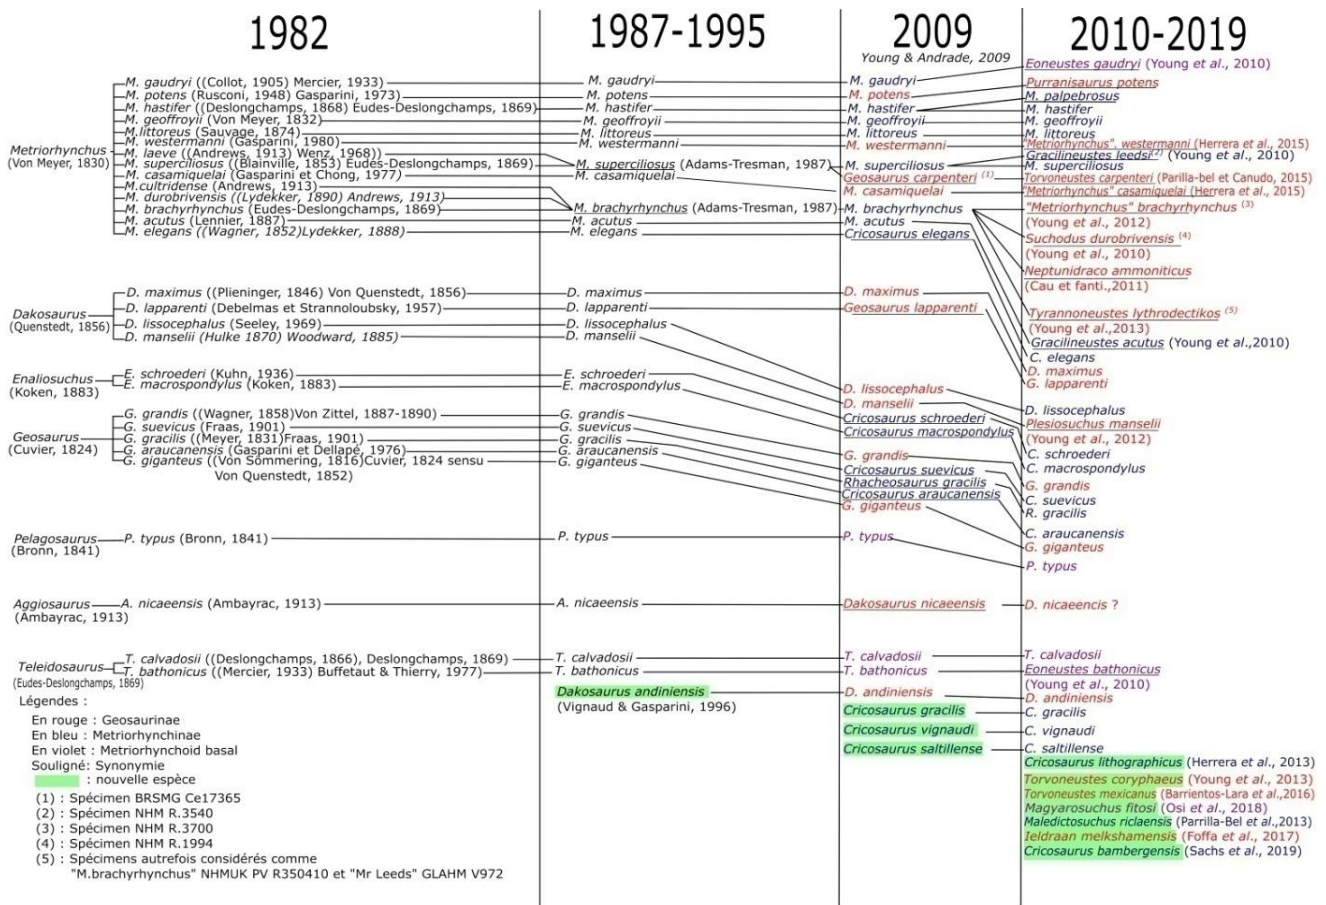 1982
1987-1995
2009
2010-2019
Young & Andrade, 2009
Metriorhynchus
(Von Meyer, 1830)
M. gaudryi ((Collot, 1905) Mercier, 1933)
M. potens (Rusconi, 1948) Gasparini, 1973)
M. hastifer ((Deslongchamps, 1868) Eudes-Deslongchamps, 1869)
M. geoffroyii (Von Meyer, 1832)
M. littoreus (Sauvage, 1874)
M. westermanni (Gasparini, 1980)
M. laeve ((Andrews, 1913) Wenz, 1968))
M. superciliosus ((Blainville, 1853) Eudes-Deslongchamps, 1869)
M. casamiquelai (Gasparini et Chong, 1977)
M.cultridense (Andrews, 1913)
M. durobrivensis ((Lydekker, 1890) Andrews, 1913)
M. brachyrhynchus (Eudes-Deslongchamps, 1869)
M. acutus (Lennier, 1887)
M. elegans ((Wagner, 1852)Lydekker, 1888)
Dakosaurus
(Quenstedt, 1856)
D. maximus ((Plieninger, 1846) Von Quenstedt, 1856)
D. lapparenti (Debelmas et Strannoloubsky, 1957)
D. lissocephalus (Seeley, 1969)
D. manselii (Hulke 1870) Woodward, 1885)
Enaliosuchus
(Koken, 1883)
E. schroederi (Kuhn, 1936)
E. macrospondylus (Koken, 1883)
Geosaurus
(Cuvier, 1824)
G. grandis ((Wagner, 1858)Von Zittel, 1887-1890)
G. suevicus (Fraas, 1901)
G. gracilis ((Meyer, 1831)Fraas, 1901)
G. araucanensis (Gasparini et Dellapé, 1976)
G. giganteus ((Von Sömmering, 1816)Cuvier, 1824 sensu
Von Quenstedt, 1852)
Pelagosaurus
(Bronn, 1841)
P. typus (Bronn, 1841)
Aggiosaurus
(Ambayrac, 1913)
A. nicaeensis (Ambayrac, 1913)
Teleidosaurus
(Eudes-Deslongchamps, 1869)
T. calvadosii ((Deslongchamps, 1866), Deslongchamps, 1869)
T. bathonicus ((Mercier, 1933) Buffetaut & Thierry, 1977)
Légendes :
En rouge : Geosaurinae
En bleu : Metriorhynchinae
En violet : Metriorhynchoid basal
Souligné: Synonymie
: nouvelle espèce
(1) : Spécimen BRSMG Ce17365
(2) : Spécimen NHM R.3540
(3) : Spécimen NHM R.3700
(4) : Spécimen NHM R.1994
(5) : Spécimens autrefois considérés comme
"M.brachyrhynchus" NHMUK PV R350410 et "Mr Leeds" GLAHM V972
M. gaudryi
M. potens
M. hastifer
M. geoffroyii
M. littoreus
M. westermanni
M. superciliosus (Adams-Tresman, 1987)
M. casamiquelai
M. brachyrhynchus (Adams-Tresman, 1987)
M. acutus
M. elegans
D. maximus
D. lapparenti
D. lissocephalus
D. manselii
E. schroederi
E. macrospondylus
G. grandis
G. suevicus
G. gracilis
G. araucanensis
G. giganteus
P. typus
A. nicaeensis
T. calvadosii
T. bathonicus
Dakosaurus andiniensis
(Vignaud & Gasparini, 1996)
M. gaudryi
M. potens
M. hastifer
M. geoffroyii
M. littoreus
M. westermanni
M. superciliosus
Geosaurus carpenteri (1)
M. casamiquelai
M. brachyrhynchus
M. acutus
Cricosaurus elegans
D. maximus
Geosaurus lapparenti
D. lissocephalus
D. manselii
Cricosaurus schroederi
Cricosaurus macrospondylus
G. grandis
Cricosaurus suevicus
Rhacheosaurus gracilis
Cricosaurus araucanensis
G. giganteus
P. typus
Dakosaurus nicaeensis
T. calvadosii
T. bathonicus
D. andiniensis
Cricosaurus gracilis
Cricosaurus vignaudi
Cricosaurus saltillense
Eoneustes gaudryi (Young et al., 2010)
Purranisaurus potens
M. palpebrosus
M. hastifer
M. geoffroyii
M. littoreus
"Metriorhynchus". westermanni (Herrera et al., 2015)
Gracilineustes leedsi(2) (Young et al., 2010)
M. superciliosus
Torvoneustes carpenteri (Parilla-bel et Canudo, 2015)
"Metriorhynchus" casamiquelai (Herrera et al., 2015)
"Metriorhynchus" brachyrhynchus (3)
(Young et al., 2012)
Suchodus durobrivensis (4)
(Young et al., 2010)
Neptunidraco ammoniticus
(Cau et fanti.,2011)
Tyrannoneustes lythrodectikos (5)
(Young et al.,2013)
Gracilineustes acutus (Young et al.,2010)
C. elegans
D. maximus
G. lapparenti
D. lissocephalus
Plesiosuchus manselii
(Young et al., 2012)
C. schroederi
C. macrospondylus
G. grandis
C. suevicus
R. gracilis
C. araucanensis
G. giganteus
P. typus
D. nicaeencis ?
T. calvadosii
Eoneustes bathonicus
(Young et al., 2010)
D. andiniensis
C. gracilis
C. vignaudi
C. saltillense
Cricosaurus lithographicus (Herrera et al., 2013)
Torvoneustes coryphaeus (Young et al., 2013)
Torvoneustes mexicanus (Barrientos-Lara et al.,2016)
Magyarosuchus fitosI (Osi et al., 2018)
Maledictosuchus riclaensis (Parrilla-Bel et al.,2013)
Ieldraan melkshamensis (Foffa et al., 2017)
Cricosaurus bambergensis (Sachs et al., 2019)